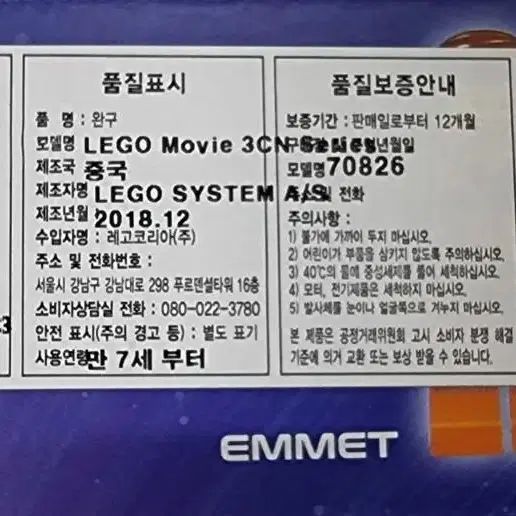 품질표시
품 명 : 완구
모델명 LEGO Movie 3CN Series
제조국 중국
제조자명 LEGO SYSTEM A/S
제조년월 2018.12
수입자명 : 레고코리아(주)
주소 및 전화번호 :
서울시 강남구 강남대로 298 푸르덴셜타워 16층
소비자상담실 전화 : 080-022-3780
안전 표시(주의 경고 등) : 별도 표기
사용연령 만 7세 부터
품질보증안내
보증기간 : 판매일로부터 12개월
년월일
모델명 70826
및 전화
주의사항 :
1) 불가에 가까이 두지 마십시오.
2) 어린이가 부품을 삼키지 않도록 주의하십시오.
3) 40℃의 물에 중성세제를 풀어 세척하십시오.
4) 모터, 전기제품은 세척하지 마십시오.
5) 발사체를 눈이나 얼굴쪽으로 겨누지 마십시오.
본 제품은 공정거래위원회 고시 소비자 분쟁 해결
기준에 의거 교환 또는 보상 받을 수 있습니다.
EMMET